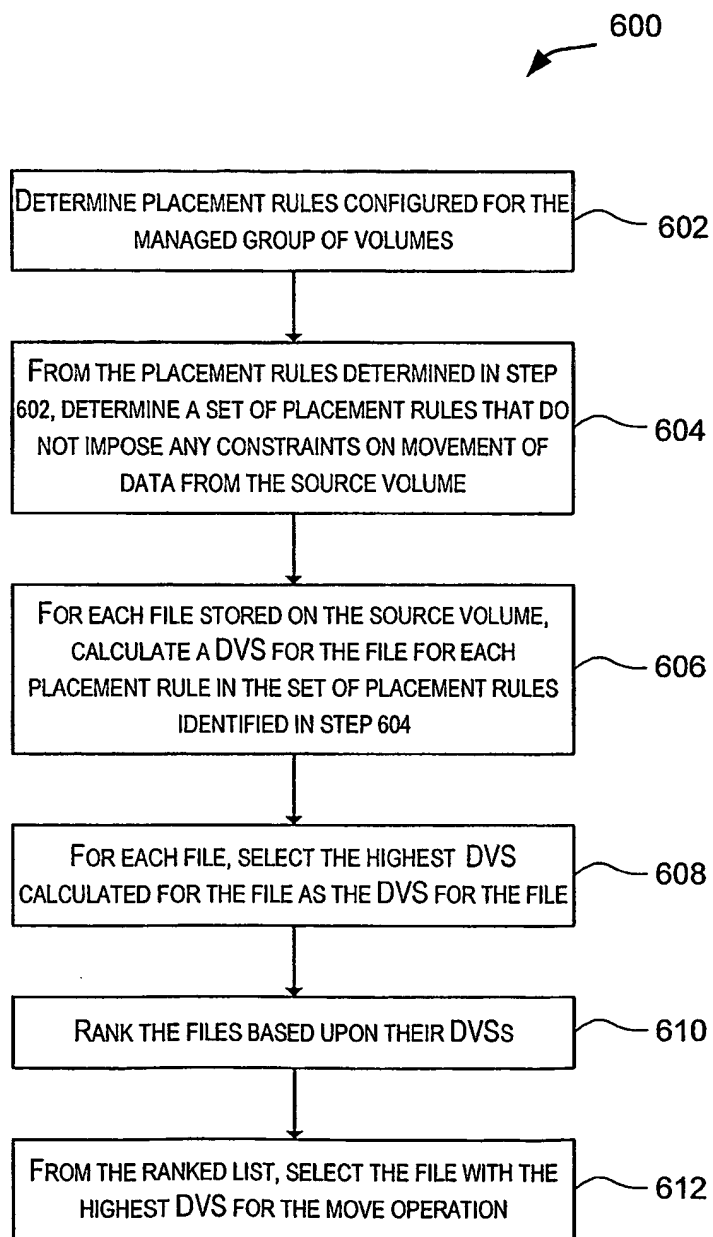 600
DETERMINE PLACEMENT RULES CONFIGURED FOR THE
MANAGED GROUP OF VOLUMES
602
FROM THE PLACEMENT RULES DETERMINED IN STEP
602, DETERMINE A SET OF PLACEMENT RULES THAT DO
NOT IMPOSE ANY CONSTRAINTS ON MOVEMENT OF
DATA FROM THE SOURCE VOLUME
604
FOR EACH FILE STORED ON THE SOURCE VOLUME,
CALCULATE A DVS FOR THE FILE FOR EACH
PLACEMENT RULE IN THE SET OF PLACEMENT RULES
IDENTIFIED IN STEP 604
606
FOR EACH FILE, SELECT THE HIGHEST DVS
CALCULATED FOR THE FILE AS THE DVS FOR THE FILE
608
RANK THE FILES BASED UPON THEIR DVSS
610
FROM THE RANKED LIST, SELECT THE FILE WITH THE
HIGHEST DVS FOR THE MOVE OPERATION
612